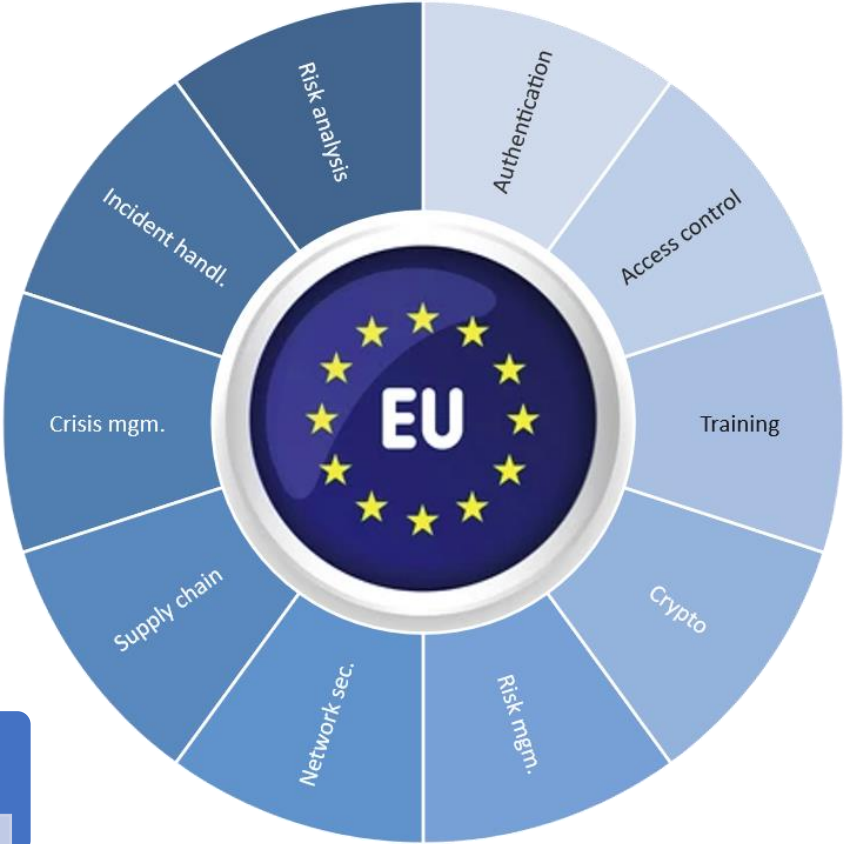 Authentication
Access control
Training
Crypto
Risk mgm.
Network sec.
Supply chain
Crisis mgm.
Incident handl.
Risk analysis
EU